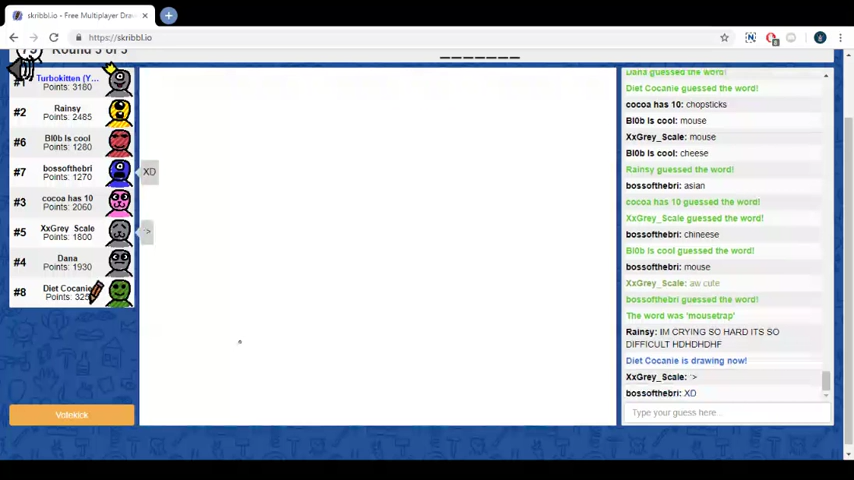 skribbl.io - Free Multiplayer Draw
https://skribbl.io
79
Round 3 of 3
_ _ _ _ _ _ _
#1 Turbokitten (Y...
Points: 3180
#2 Rainsy
Points: 2485
#6 Bl0b is cool
Points: 1280
#7 bossofthebri
Points: 1270
XD
#3 cocoa has 10
Points: 2060
#5 XxGrey_Scale
Points: 1800
:>
#4 Dana
Points: 1930
#8 Diet Cocanie
Points: 325
Votekick
Dana guessed the word!
Diet Cocanie guessed the word!
cocoa has 10: chopsticks
Bl0b is cool: mouse
XxGrey_Scale: mouse
Bl0b is cool: cheese
Rainsy guessed the word!
bossofthebri: asian
cocoa has 10 guessed the word!
XxGrey_Scale guessed the word!
bossofthebri: chineese
Bl0b is cool guessed the word!
bossofthebri: mouse
XxGrey_Scale: aw cute
bossofthebri guessed the word!
The word was 'mousetrap'
Rainsy: IM CRYING SO HARD ITS SO
DIFFICULT HDHDHDHF
Diet Cocanie is drawing now!
XxGrey_Scale: :>
bossofthebri: XD
Type your guess here...